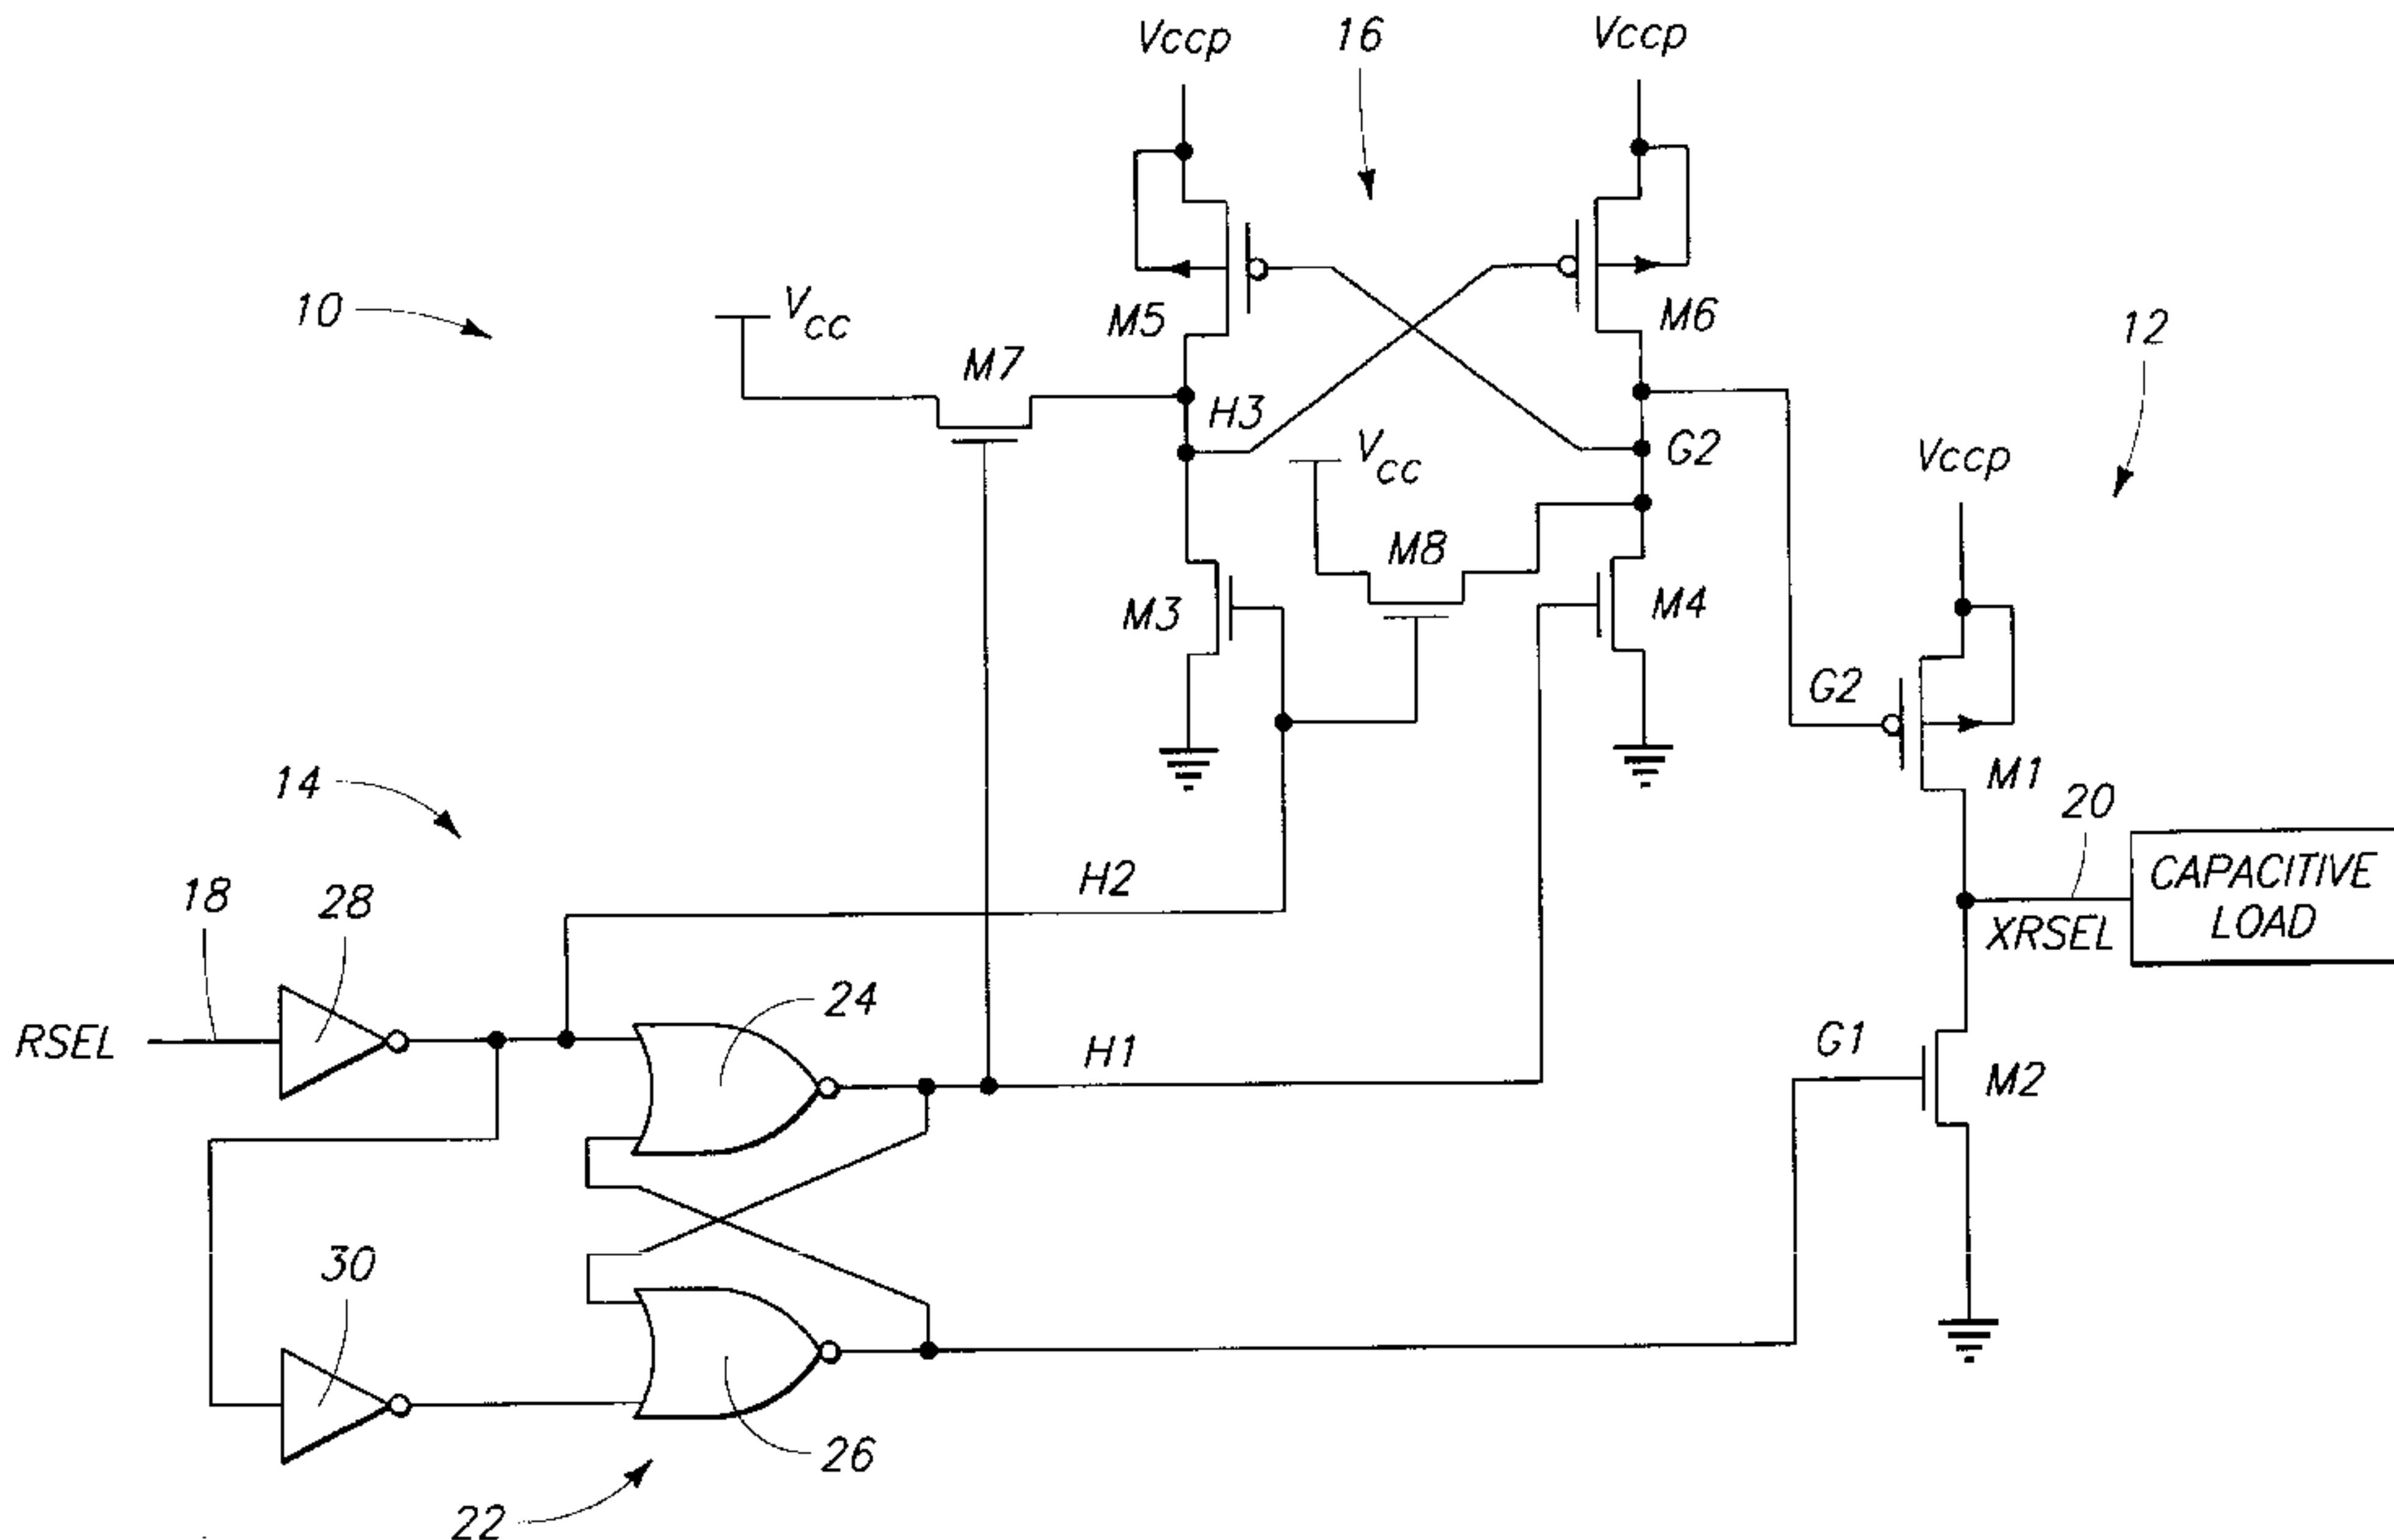 Vccp
16
Vccp
10
VCC
M5
M6
12
M7
H3
VCC
G2
Vccp
M8
M3
M4
G2
14
M1
20
H2
CAPACITIVE
LOAD
18
28
XRSEL
24
RSEL
H1
G1
M2
30
26
22